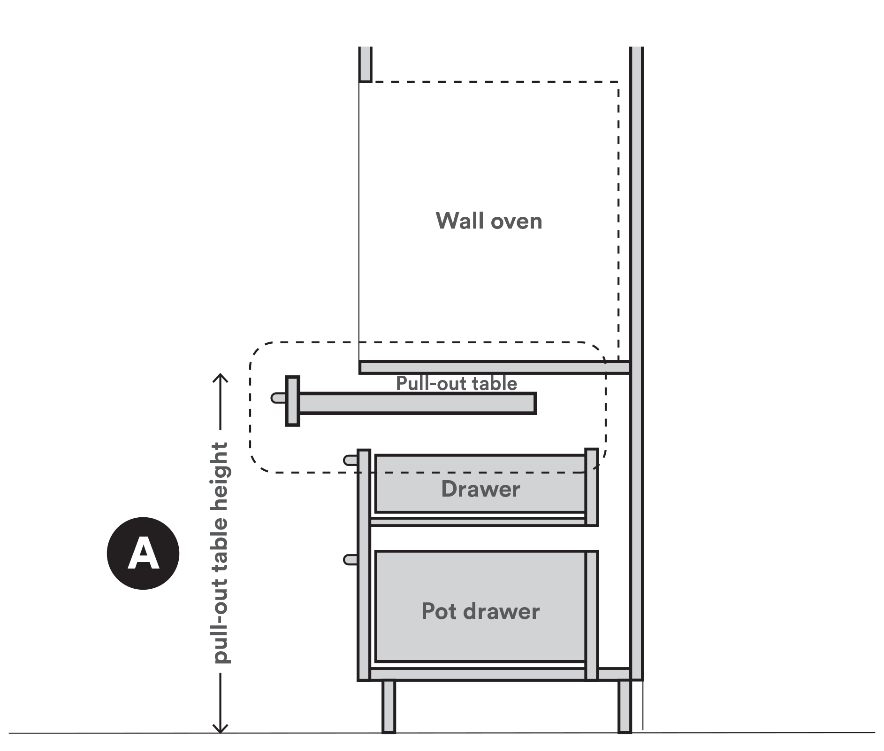 Wall oven
Pull-out table
Drawer
A
pull-out table height
Pot drawer